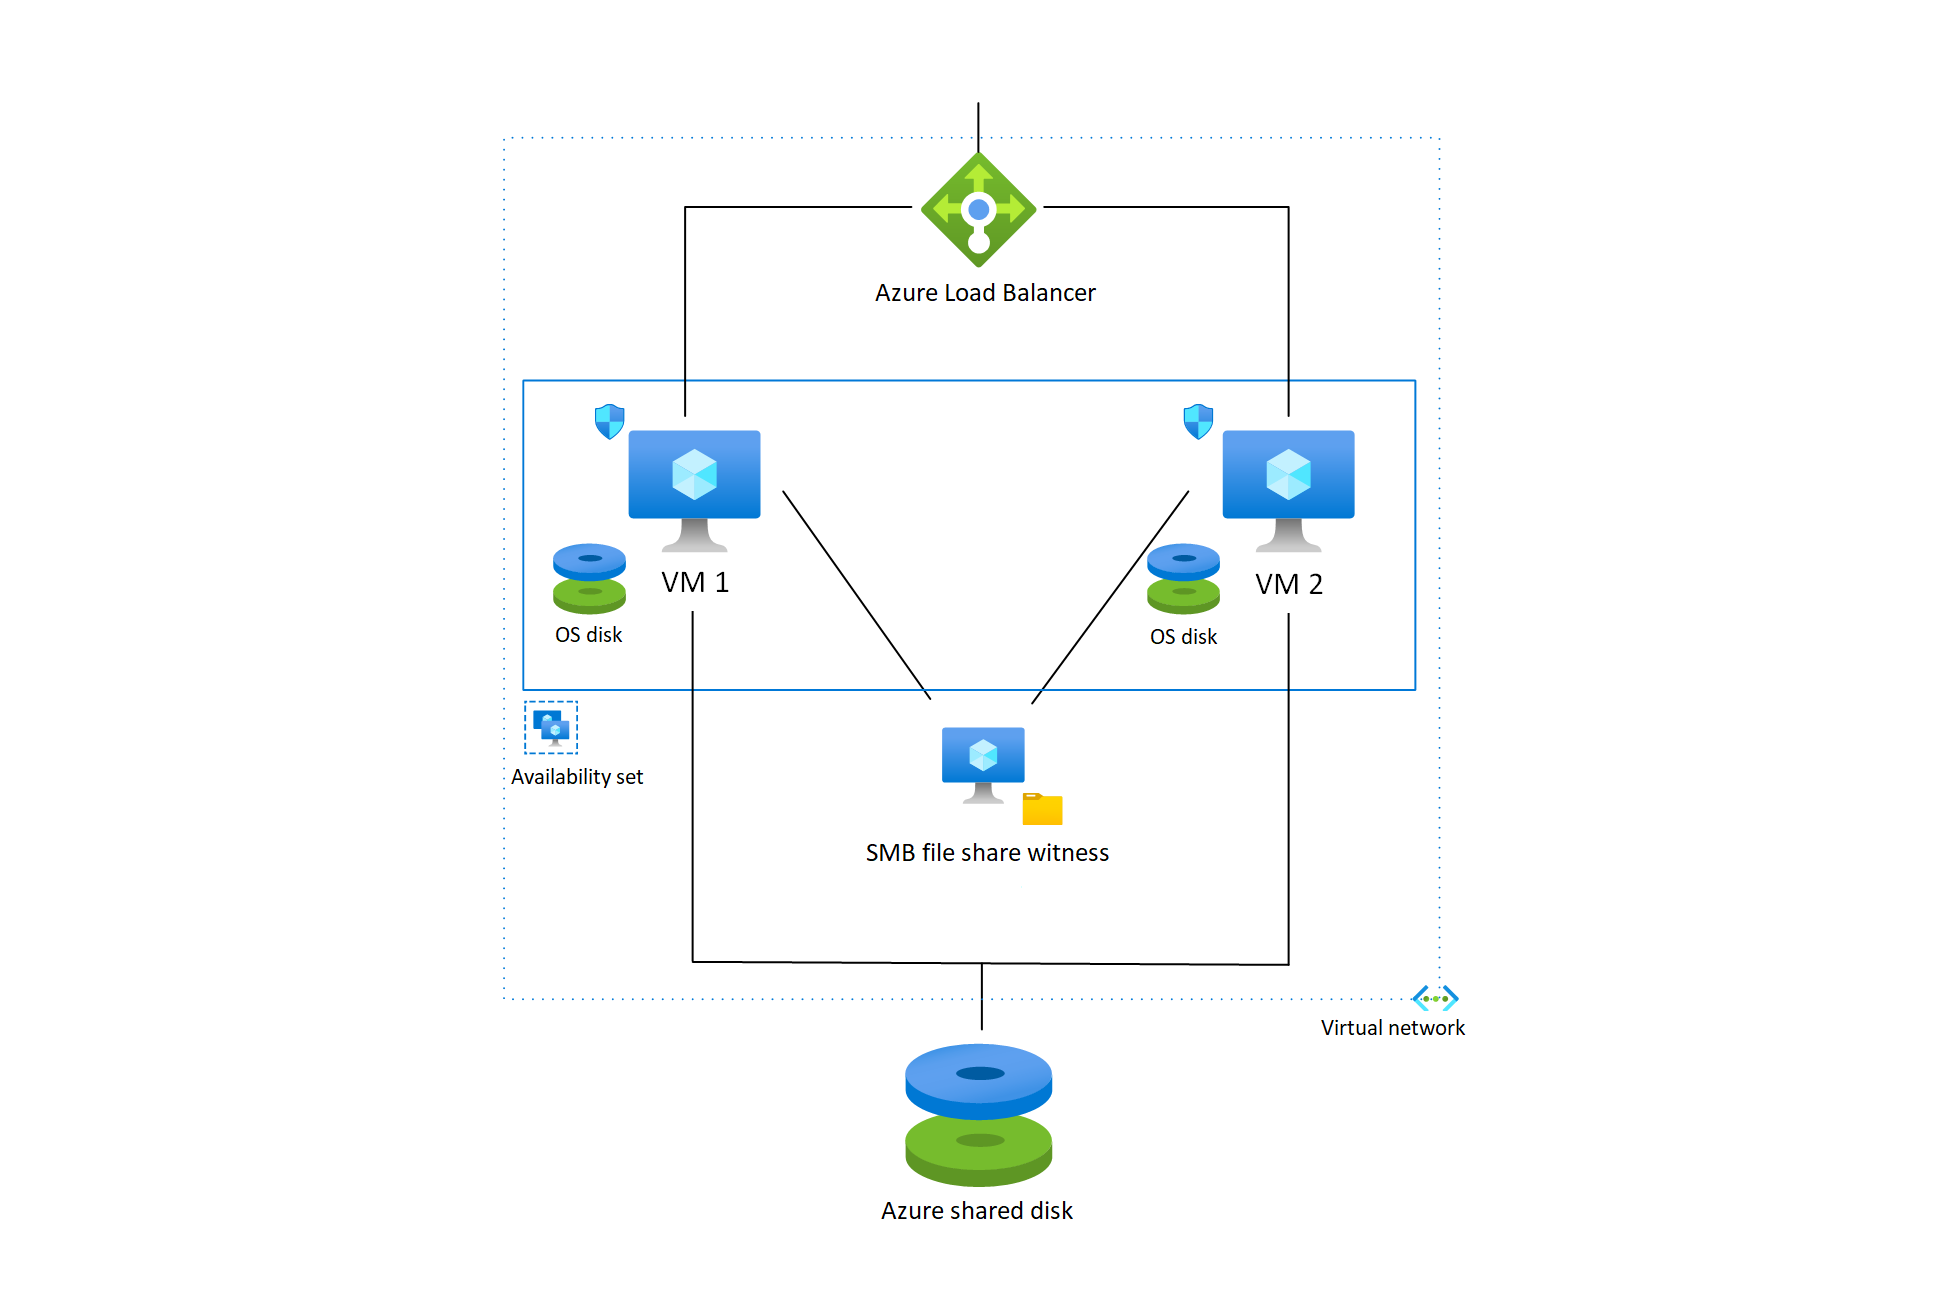 Azure Load Balancer
VM 1
VM 2
OS disk
OS disk
Availability set
SMB file share witness
Virtual network
Azure shared disk